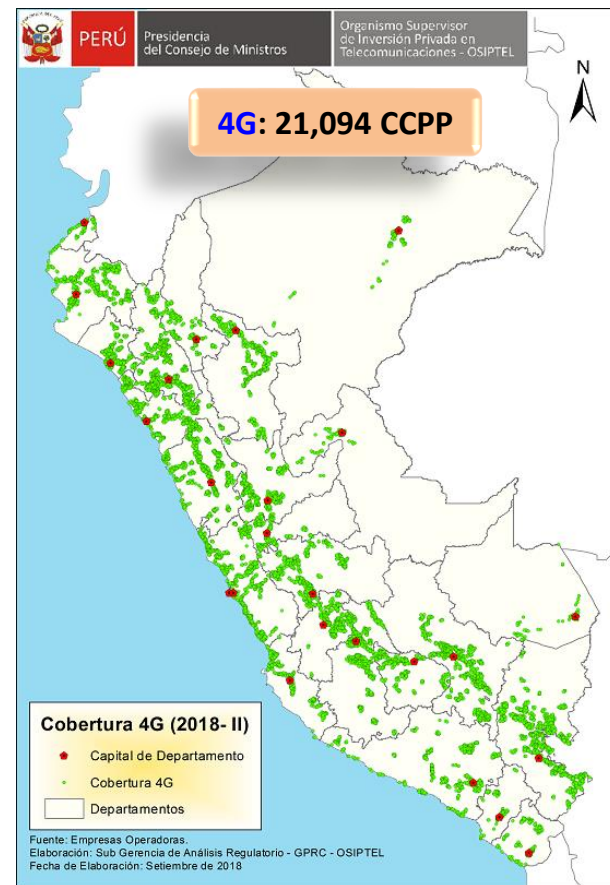 PERÚ
Presidencia
del Consejo de Ministros
Organismo Supervisor
de Inversión Privada en
Telecomunicaciones - OSIPTEL
4G: 21,094 CCPP
N
Cobertura 4G (2018- II)
Capital de Departamento
Cobertura 4G
Departamentos
Fuente: Empresas Operadoras.
Elaboración: Sub Gerencia de Análisis Regulatorio - GPRC - OSIPTEL
Fecha de Elaboración: Setiembre de 2018